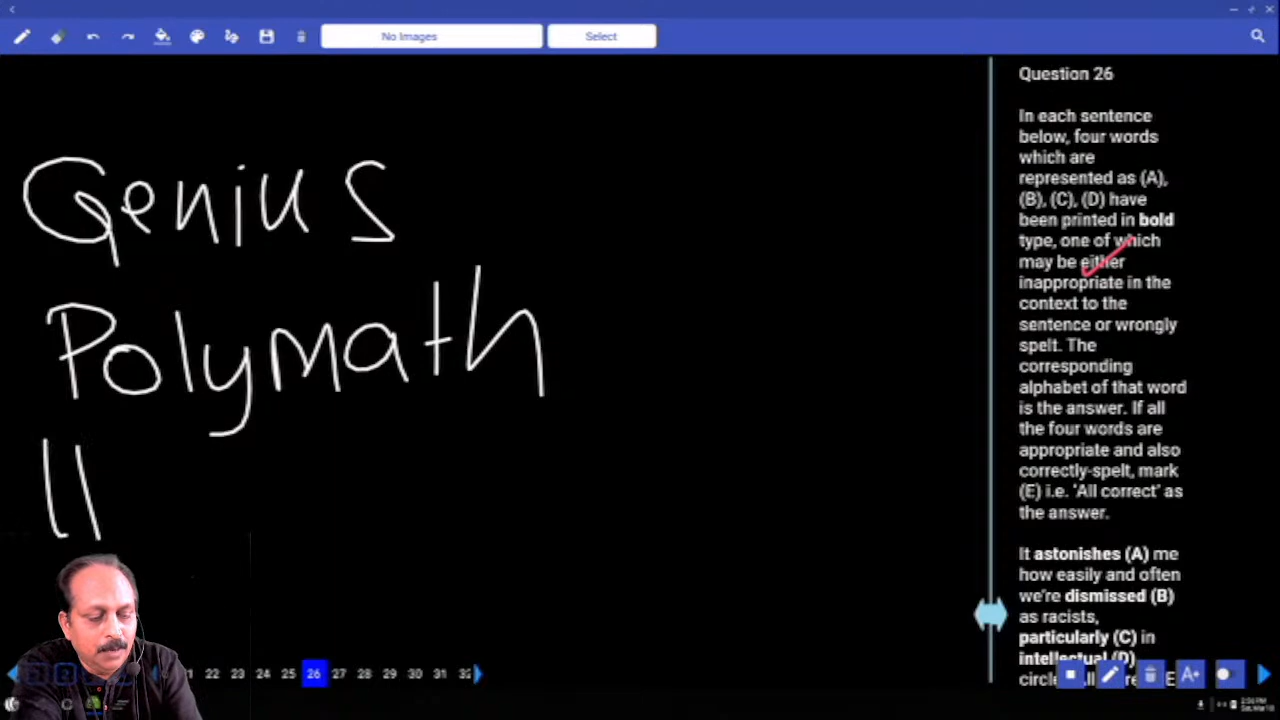 No Images
Select
Question 26
In each sentence
below, four words
which are
represented as (A),
(B), (C), (D) have
been printed in bold
type, one of which
may be either
inappropriate in the
context to the
sentence or wrongly
spelt. The
corresponding
alphabet of that word
is the answer. If all
the four words are
appropriate and also
correctly-spelt, mark
(E) i.e. 'All correct' as
the answer.
It astonishes (A) me
how easily and often
we're dismissed (B)
as racists,
particularly (C) in
intellectual (D)
Genius
Polymath
22 23 24 25 26 27 28 29 30 31
A+